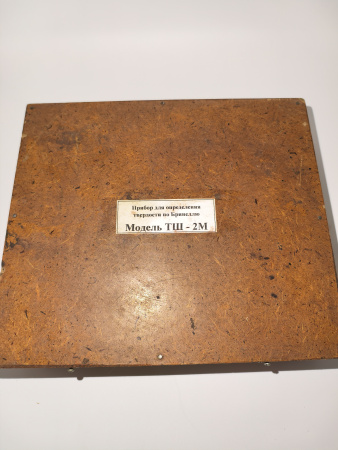 Прибор для определения
твердости по Бринеллю
Модель ТШ - 2М